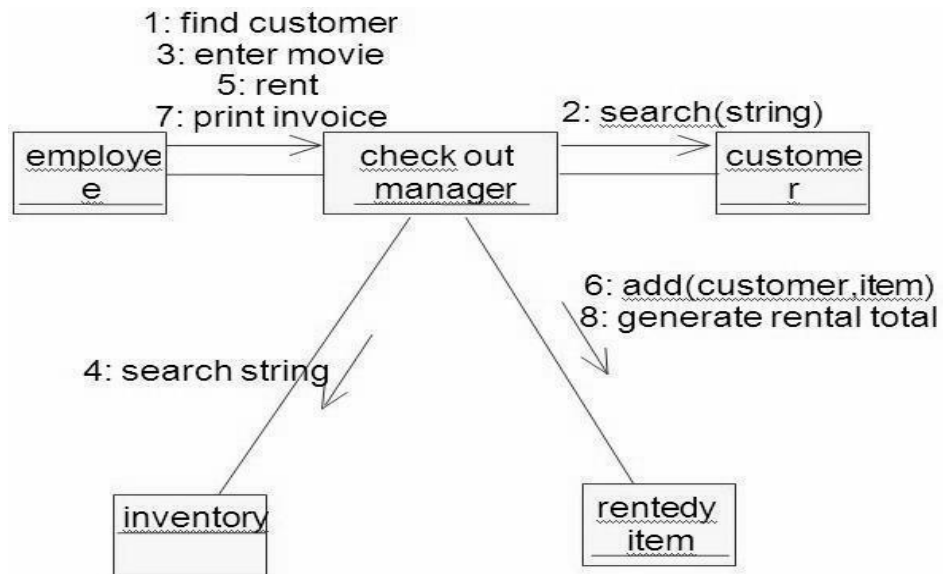 1: find customer
3: enter movie
5: rent
7: print invoice
2: search(string)
employe
e
check out
manager
custome
r
6: add(customer,item)
8: generate rental total
4: search string
inventory
rentedy
item